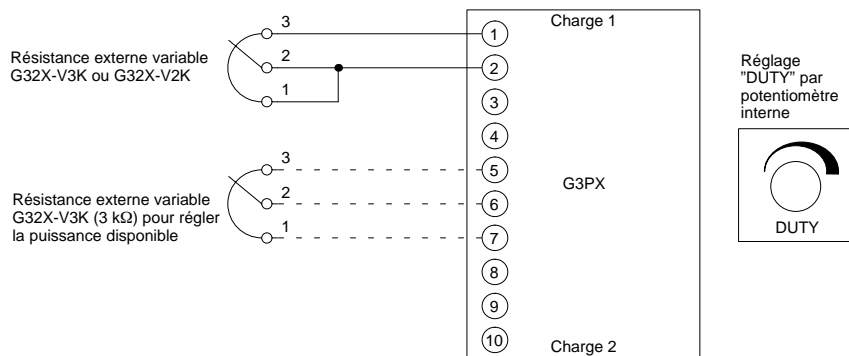 Charge 1
3
1
Résistance externe variable
G32X-V3K ou G32X-V2K
2
2
1
3
4
Réglage
"DUTY" par
potentiomètre
interne
3
5
G3PX
Résistance externe variable
G32X-V3K (3 kΩ) pour régler
la puissance disponible
2
6
1
7
DUTY
8
9
10
Charge 2